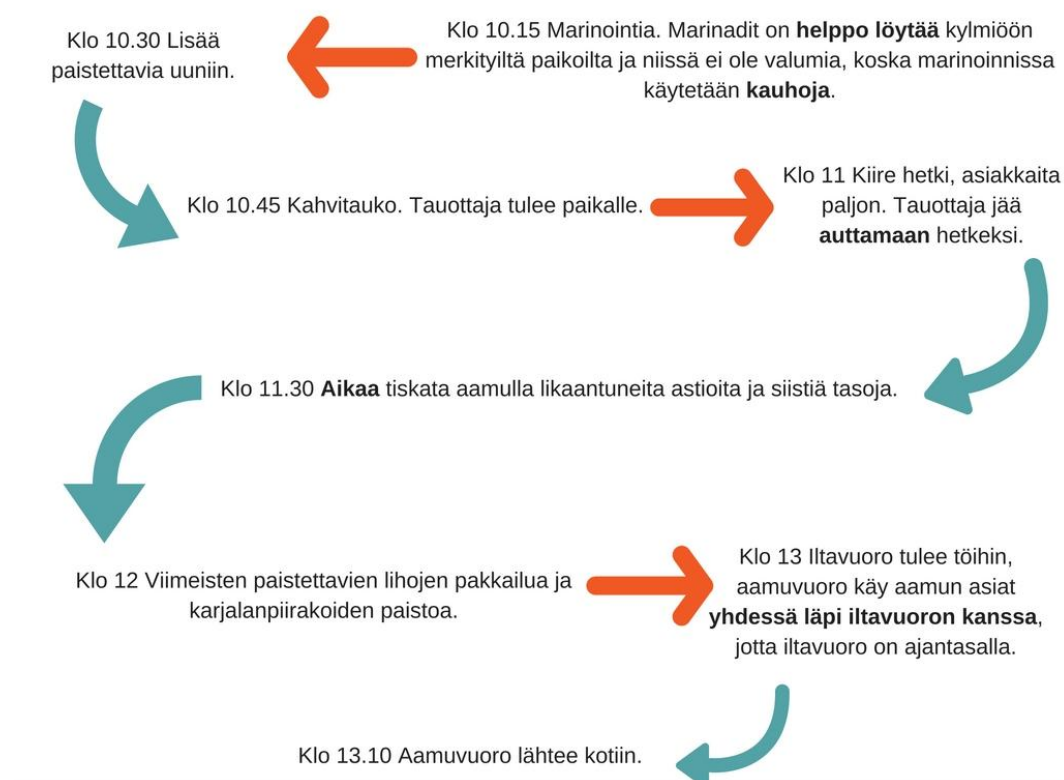 Klo 10.15 Marinointia. Marinadit on helppo löytää kylmiöön
merkityiltä paikoilta ja niissä ei ole valumia, koska marinoinnissa
käytetään kauhoja.
Klo 10.30 Lisää
paistettavia uuniin.
Klo 10.45 Kahvitauko. Tauottaja tulee paikalle.
Klo 11 Kiire hetki, asiakkaita
paljon. Tauottaja jää
auttamaan hetkeksi.
Klo 11.30 Aikaa tiskata aamulla likaantuneita astioita ja siistiä tasoja.
Klo 12 Viimeisten paistettavien lihojen pakkailua ja
karjalanpiirakoiden paistoa.
Klo 13 Iltavuoro tulee töihin,
aamuvuoro käy aamun asiat
yhdessä läpi iltavuoron kanssa,
jotta iltavuoro on ajantasalla.
Klo 13.10 Aamuvuoro lähtee kotiin.